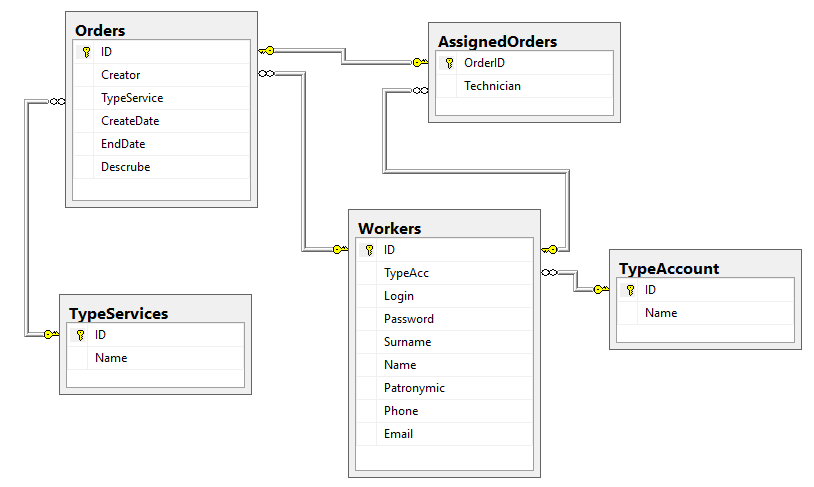 Orders
ID
Creator
TypeService
CreateDate
EndDate
Descrube
AssignedOrders
OrderID
Technician
Workers
ID
TypeAcc
Login
Password
Surname
Name
Patronymic
Phone
Email
TypeAccount
ID
Name
TypeServices
ID
Name